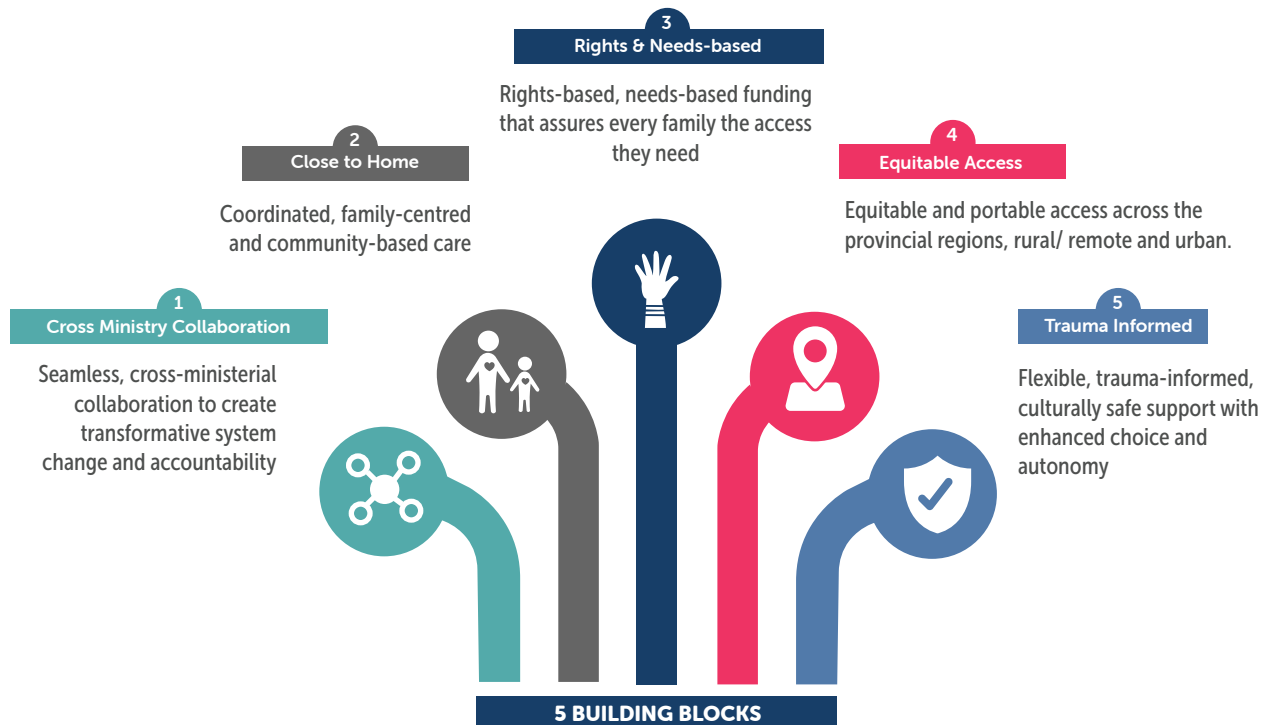 1
Cross Ministry Collaboration
Seamless, cross-ministerial
collaboration to create
transformative system
change and accountability
2
Close to Home
Coordinated, family-centred
and community-based care
3
Rights & Needs-based
Rights-based, needs-based funding
that assures every family the access
they need
4
Equitable Access
Equitable and portable access across the
provincial regions, rural/ remote and urban.
5
Trauma Informed
Flexible, trauma-informed,
culturally safe support with
enhanced choice and
autonomy
5 BUILDING BLOCKS